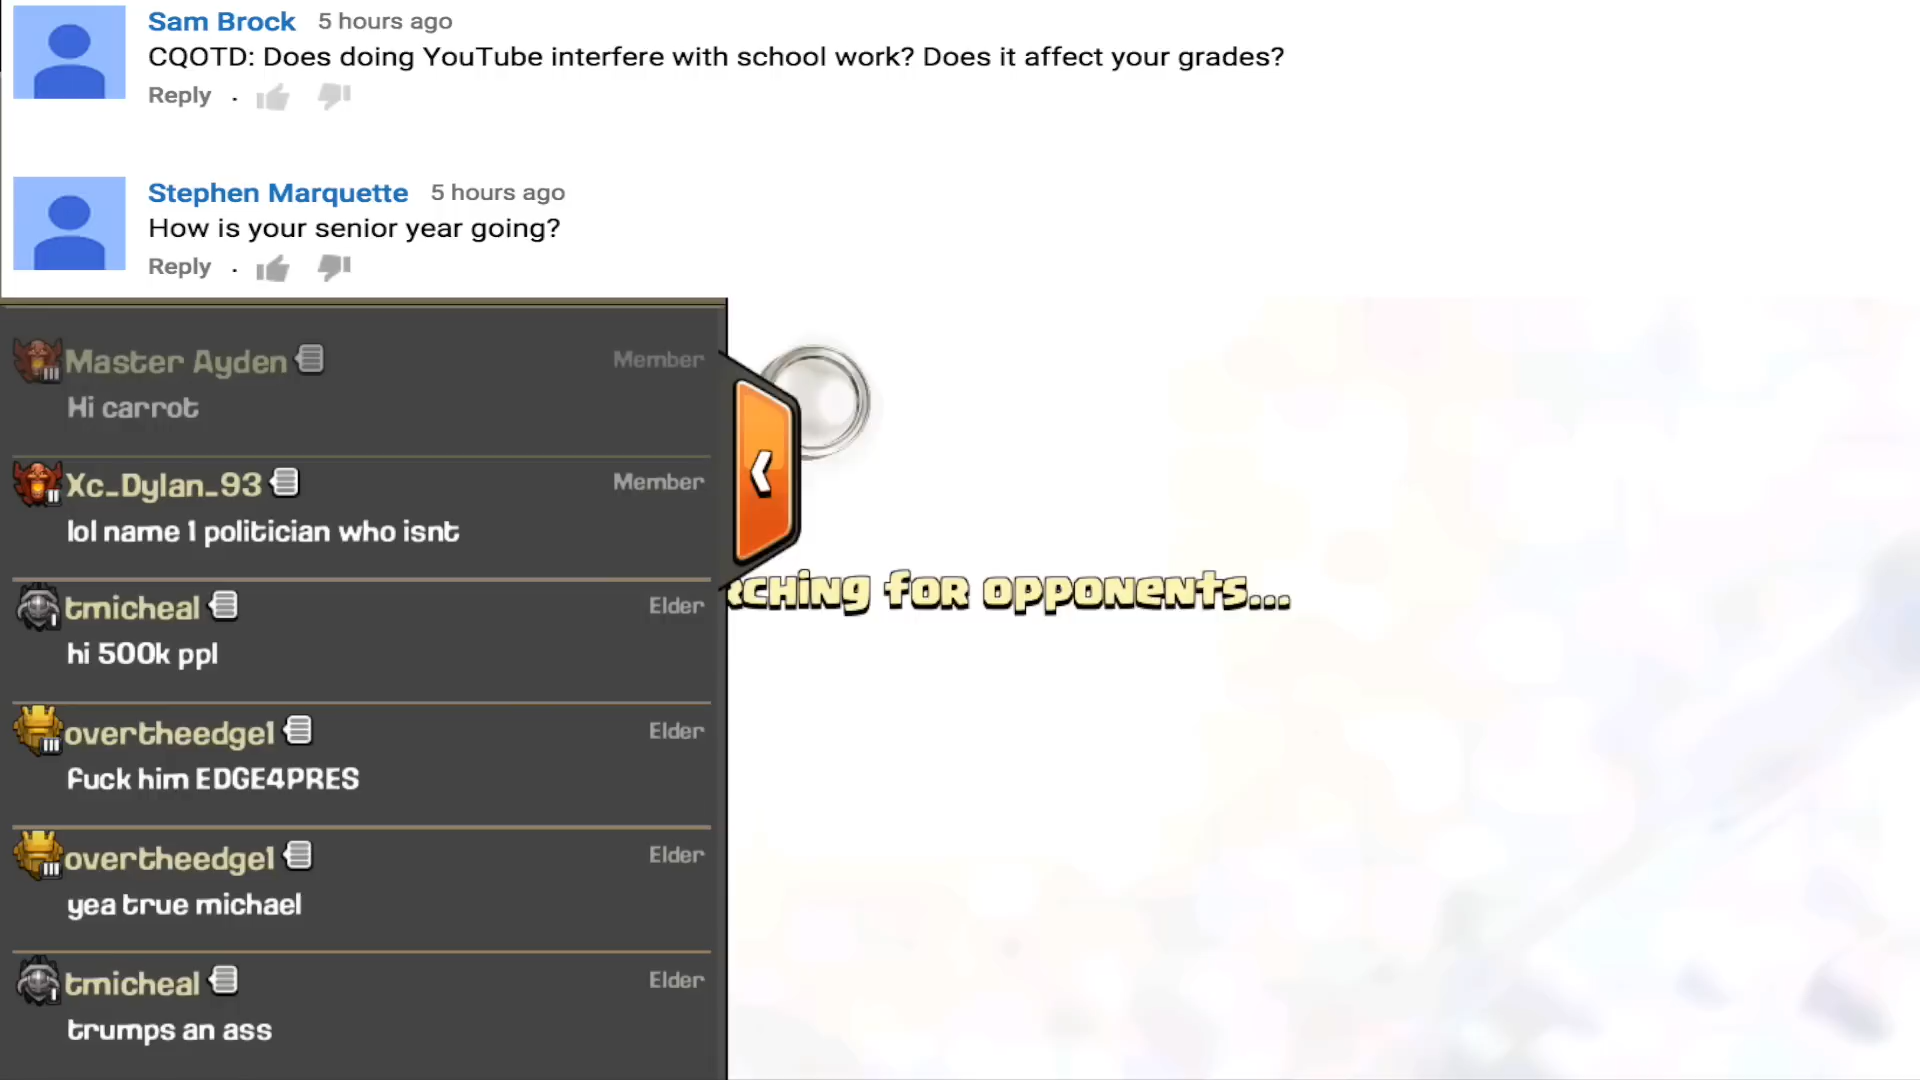 Sam Brock 5 hours ago
CQOTD: Does doing YouTube interfere with school work? Does it affect your grades?
Reply .
Stephen Marquette 5 hours ago
How is your senior year going?
Reply .
Master Ayden Member
Hi carrot
Xc_Dylan_93 Member
lol name 1 politician who isnt
tmicheal Elder
hi 500k ppl
rching for opponents...
overtheedge1 Elder
fuck him EDGE4PRES
overtheedge1 Elder
yea true michael
tmicheal Elder
trumps an ass